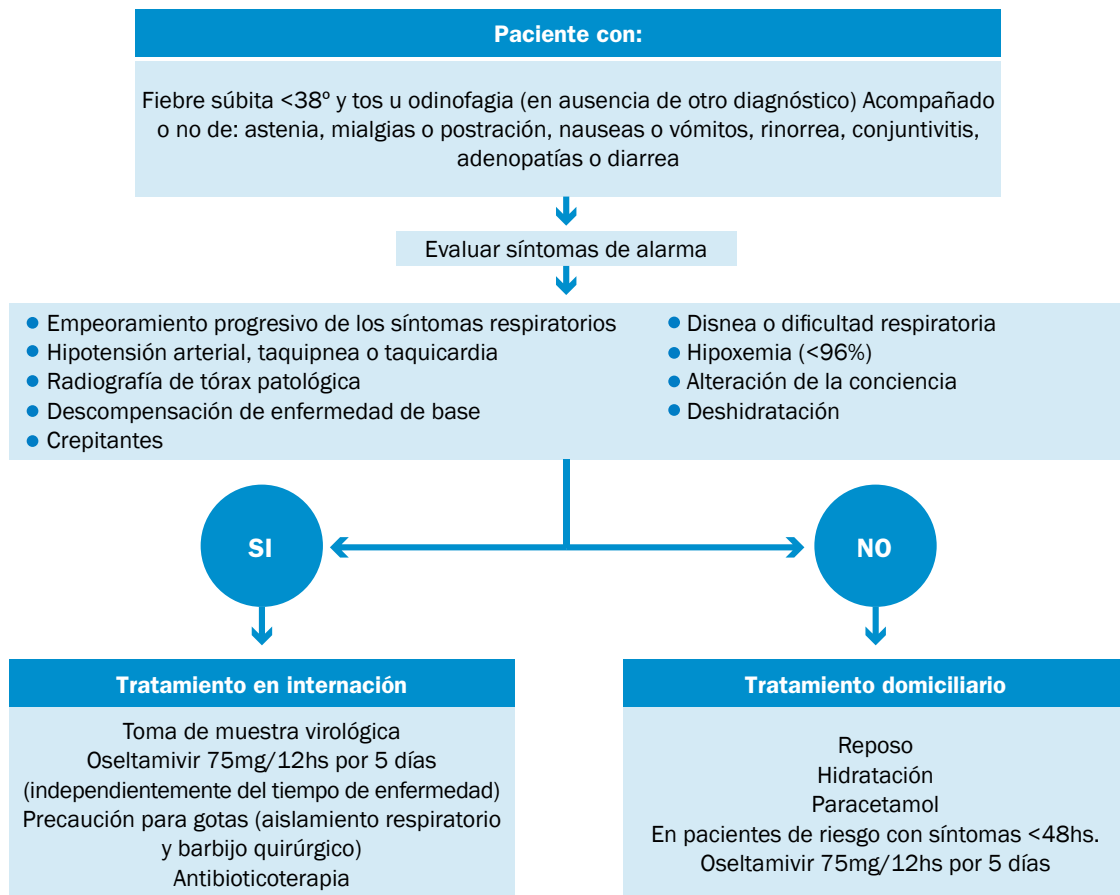 Paciente con:
Fiebre súbita <38º y tos u odinofagia (en ausencia de otro diagnóstico) Acompañado
o no de: astenia, mialgias o postración, nauseas o vómitos, rinorrea, conjuntivitis,
adenopatías o diarrea
Evaluar síntomas de alarma
Empeoramiento progresivo de los síntomas respiratorios
Hipotensión arterial, taquipnea o taquicardia
Radiografía de tórax patológica
Descompensación de enfermedad de base
Crepitantes
Disnea o dificultad respiratoria
Hipoxemia (<96%)
Alteración de la conciencia
Deshidratación
SI
NO
Tratamiento en internación
Toma de muestra virológica
Oseltamivir 75mg/12hs por 5 días
(independientemente del tiempo de enfermedad)
Precaución para gotas (aislamiento respiratorio
y barbijo quirúrgico)
Antibioticoterapia
Tratamiento domiciliario
Reposo
Hidratación
Paracetamol
En pacientes de riesgo con síntomas <48hs.
Oseltamivir 75mg/12hs por 5 días